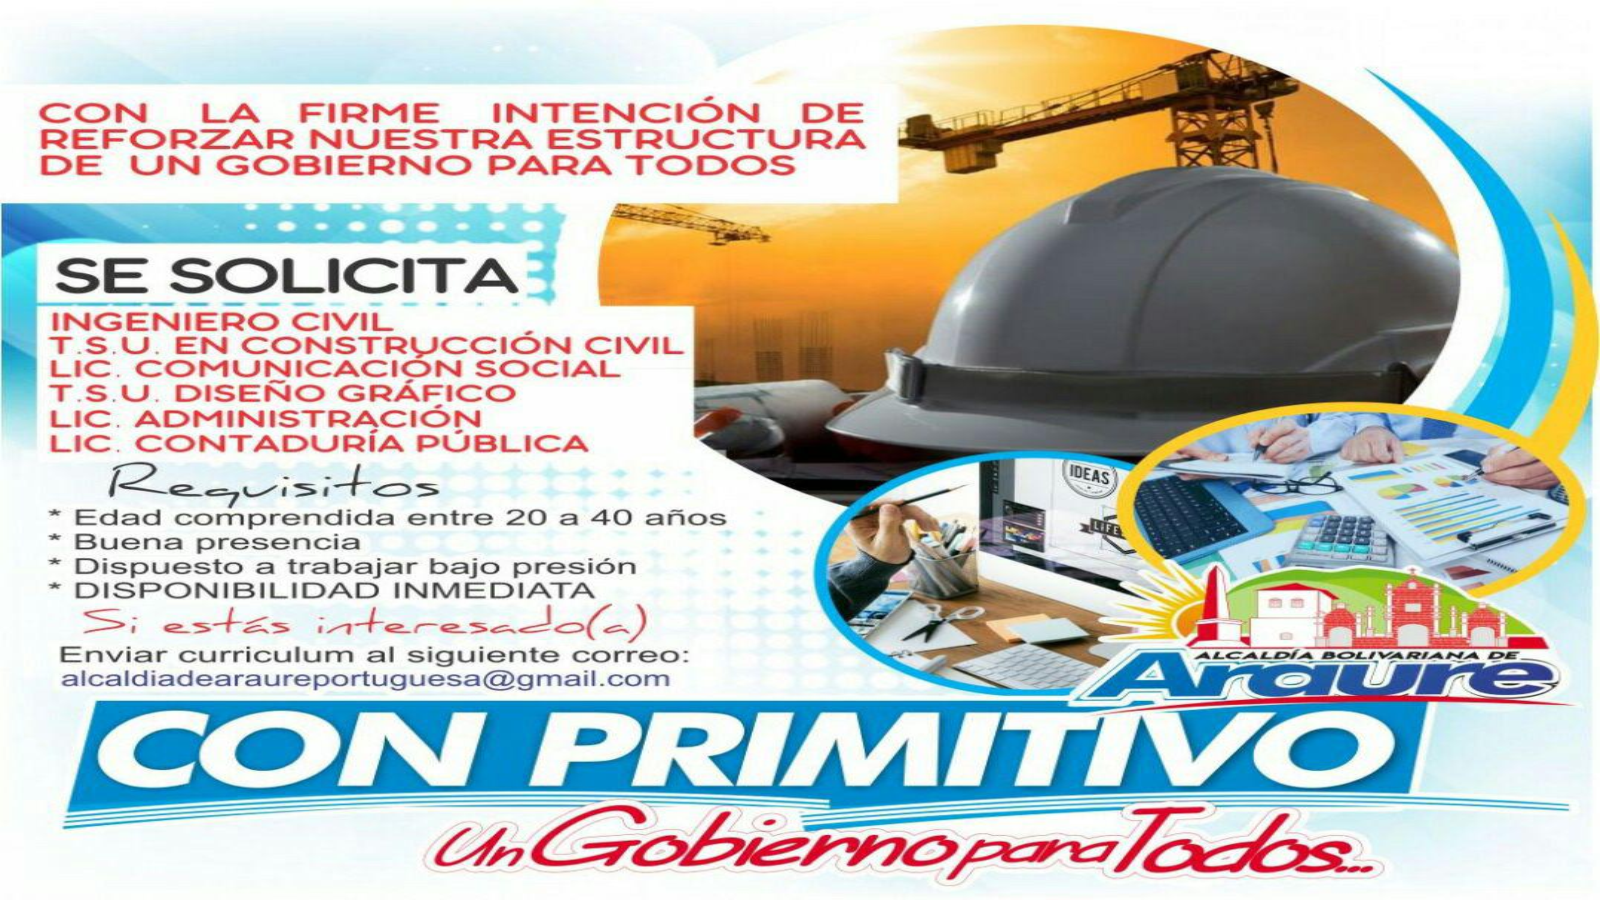 CON LA FIRME INTENCIÓN DE
REFORZAR NUESTRA ESTRUCTURA
DE UN GOBIERNO PARA TODOS
SE SOLICITA
INGENIERO CIVIL
T.S.U. EN CONSTRUCCIÓN CIVIL
LIC. COMUNICACIÓN SOCIAL
T.S.U. DISEÑO GRÁFICO
LIC. ADMINISTRACIÓN
LIC. CONTADURÍA PÚBLICA
Requisitos
* Edad comprendida entre 20 a 40 años
* Buena presencia
* Dispuesto a trabajar bajo presión
* DISPONIBILIDAD INMEDIATA
Si estás interesado(a)
Enviar curriculum al siguiente correo:
alcaldiadearaureportuguesa@gmail.com
IDEAS
LIFE
ALCALDÍA BOLIVARIANA DE
Araure
CON PRIMITIVO
Un Gobierno para Todos...